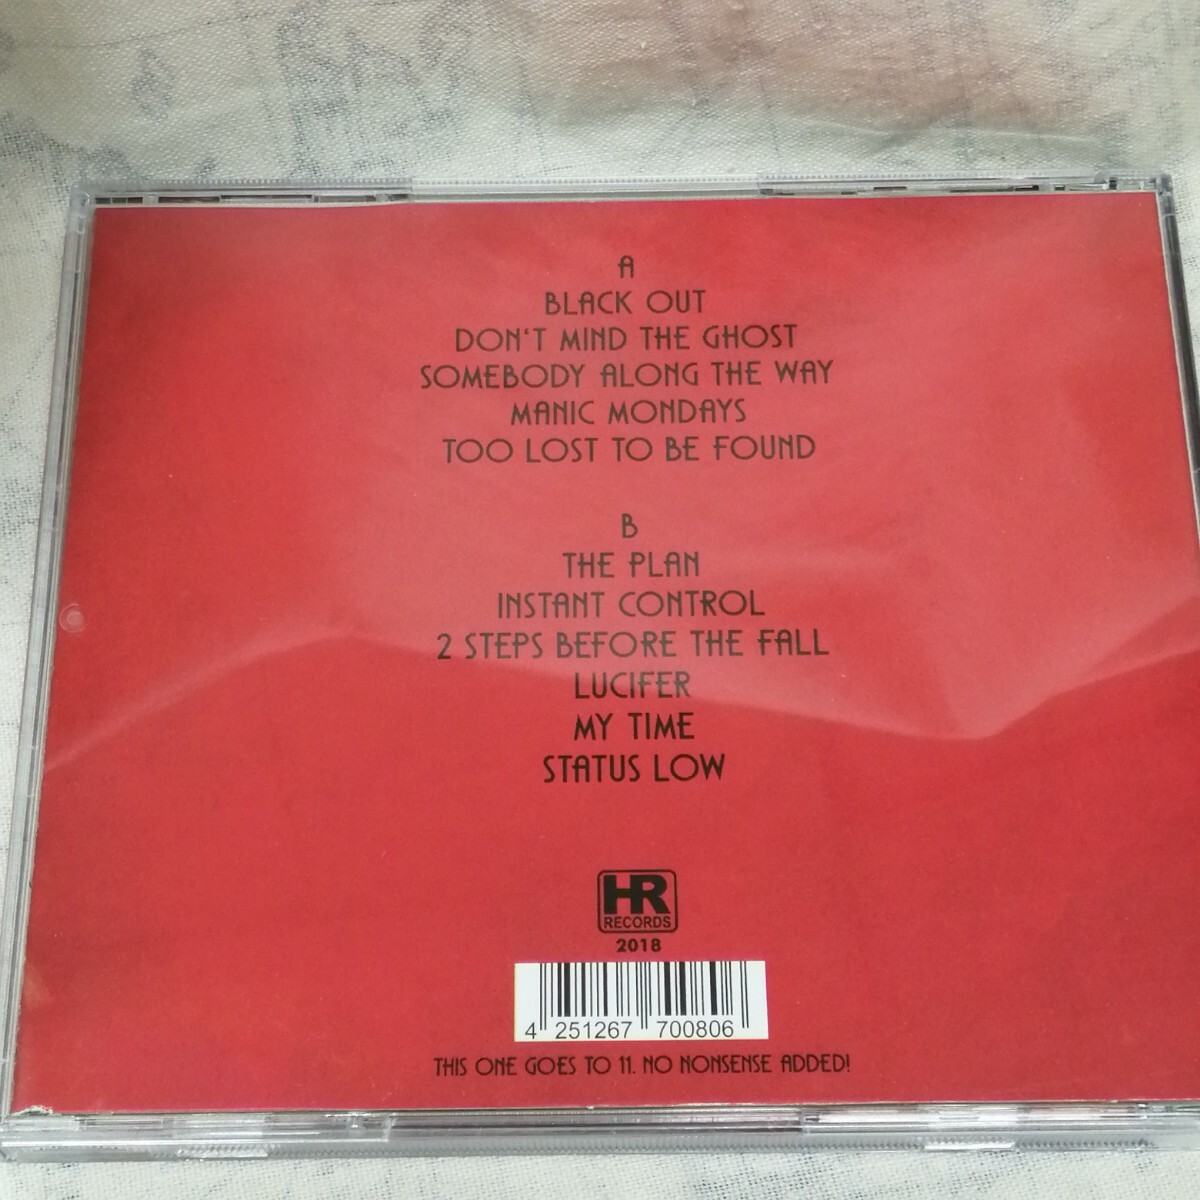 A
BLACK OUT
DON'T MIND THE GHOST
SOMEBODY ALONG THE WAY
MANIC MONDAYS
TOO LOST TO BE FOUND
B
THE PLAN
INSTANT CONTROL
2 STEPS BEFORE THE FALL
LUCIFER
MY TIME
STATUS LOW
HR
RECORDS
2018
4 251267 700806
THIS ONE GOES TO 11. NO NONSENSE ADDED!